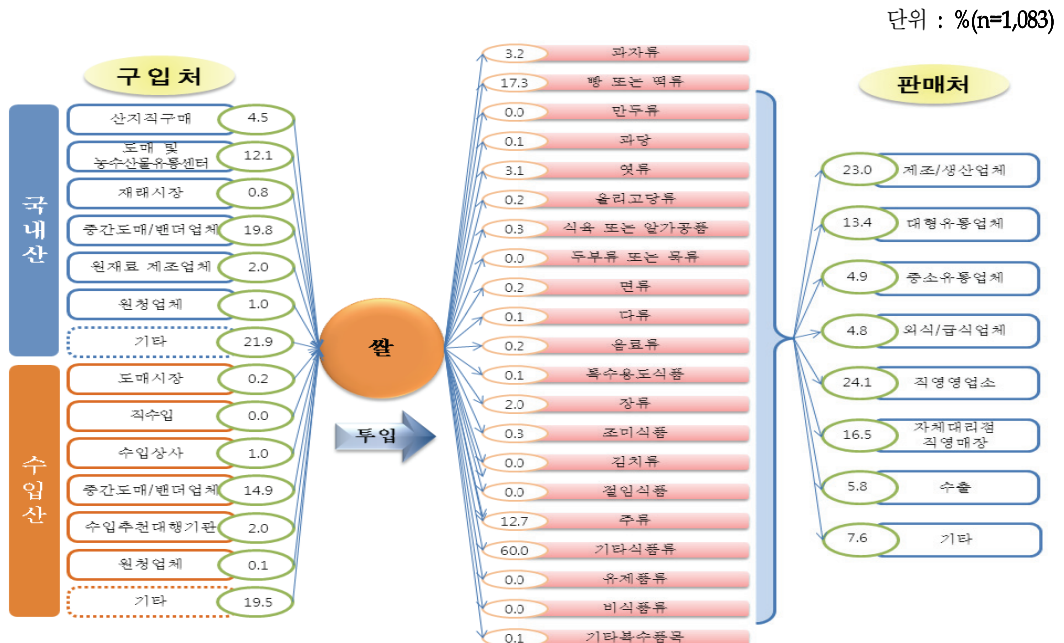 단위 : %(n=1,083)
구입처
국내산
산지직구매 4.5
도매 및
농수산물유통센터 12.1
재래시장 0.8
중간도매/밴더업체 19.8
원재료 제조업체 2.0
원청업체 1.0
기타 21.9
수입산
도매시장 0.2
직수입 0.0
수입상사 1.0
중간도매/밴더업체 14.9
수입추천대행기관 2.0
원청업체 0.1
기타 19.5
쌀
투입
3.2 과자류
17.3 빵 또는 떡류
0.0 만두류
0.1 과당
3.1 엿류
0.2 올리고당류
0.3 식육 또는 알가공품
0.0 두부류 또는 묵류
0.2 면류
0.1 다류
0.2 음료류
0.1 특수용도식품
2.0 장류
0.3 조미식품
0.0 김치류
0.0 절임식품
12.7 주류
60.0 기타식품류
0.0 유제품류
0.0 비식품류
0.1 기타복수품목
판매처
23.0 제조/생산업체
13.4 대형유통업체
4.9 중소유통업체
4.8 외식/급식업체
24.1 직영영업소
16.5 자체대리점
직영매장
5.8 수출
7.6 기타